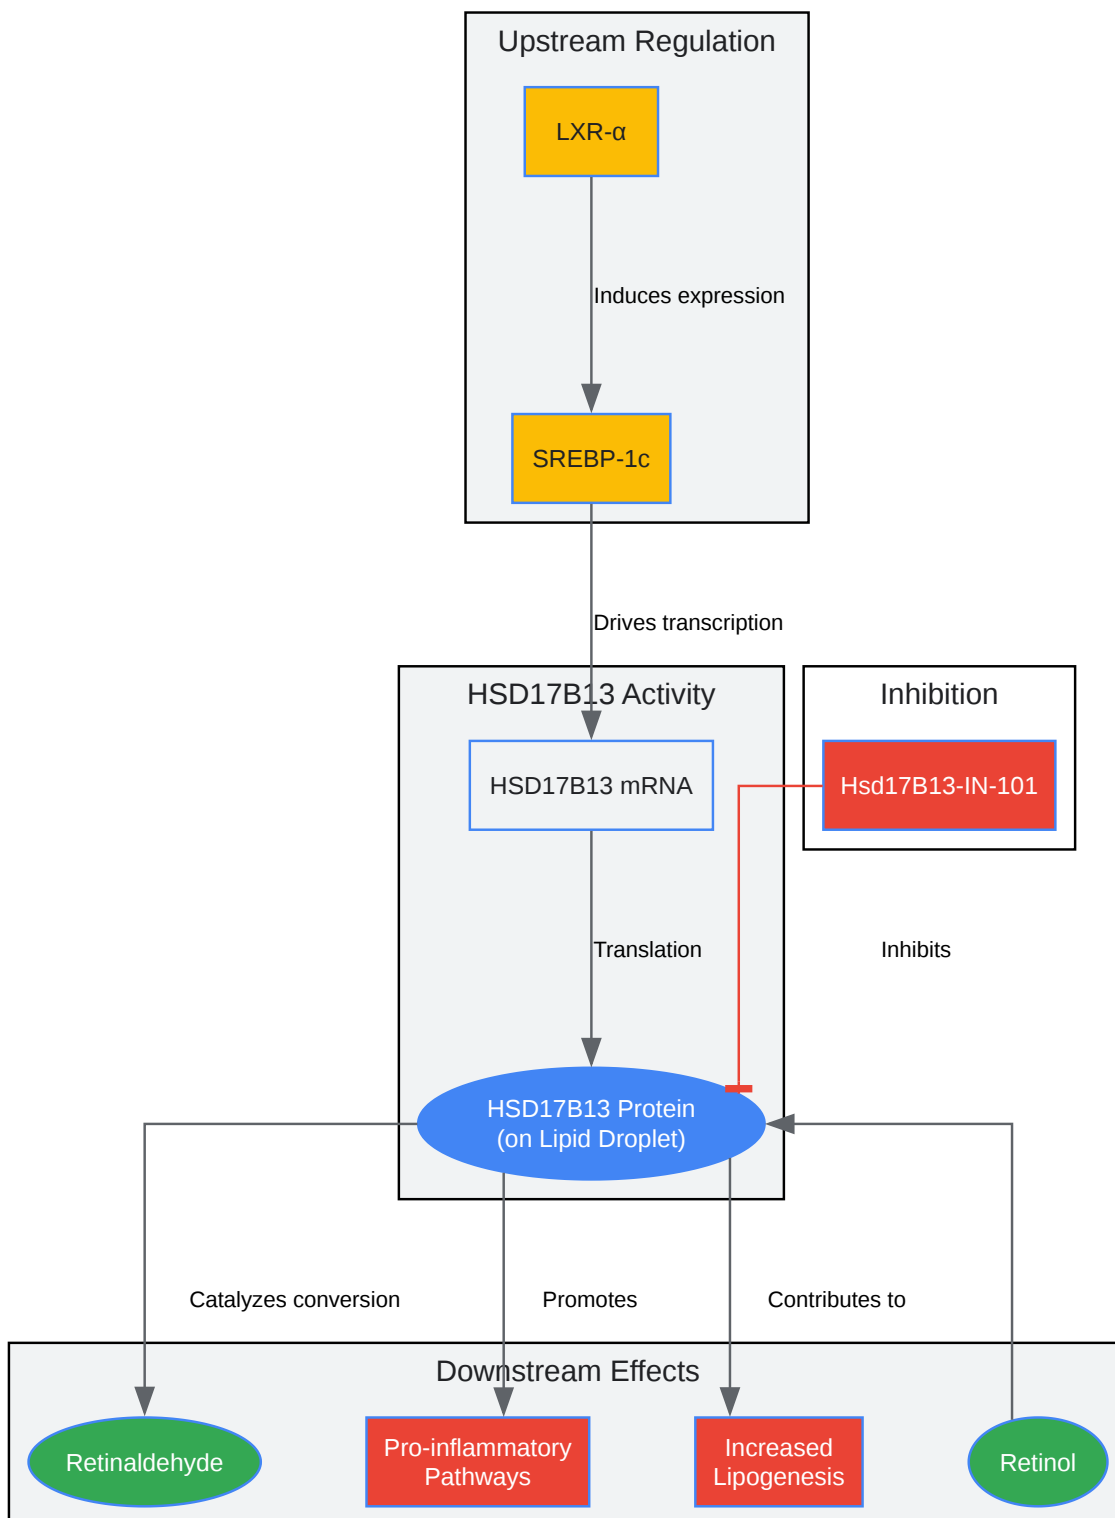 Upstream Regulation
LXR-α
Induces expression
SREBP-1c
Drives transcription
HSD17B13 Activity
Inhibition
HSD17B13 mRNA
Hsd17B13-IN-101
Translation
Inhibits
HSD17B13 Protein
(on Lipid Droplet)
Catalyzes conversion
Promotes
Contributes to
Downstream Effects
Retinaldehyde
Pro-inflammatory
Pathways
Increased
Lipogenesis
Retinol